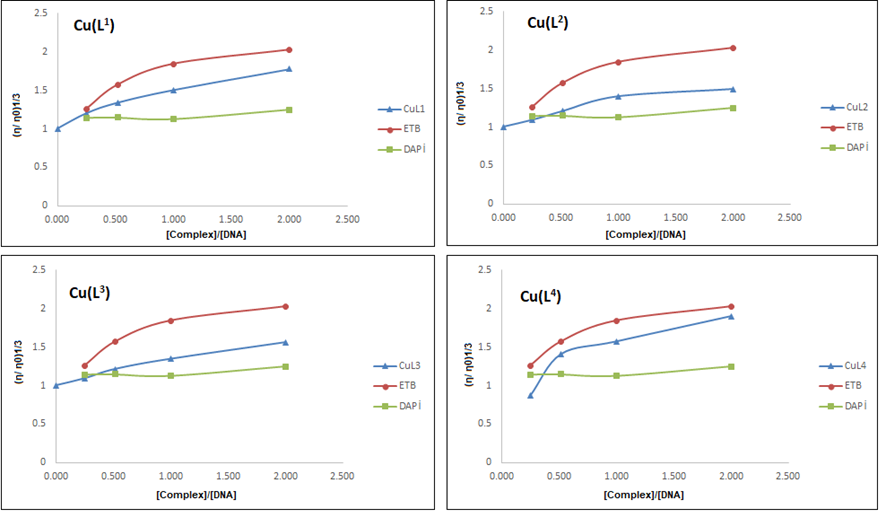 Cu(L¹)
2.5
2
1.5
1
0.5
0
0.000 0.500 1.000 1.500 2.000 2.500
(η/ η0)1/3
[Complex]/[DNA]
CuL1
ETB
DAPİ
Cu(L²)
2.5
2
1.5
1
0.5
0
0.000 0.500 1.000 1.500 2.000 2.500
(η/ η0)1/3
[Complex]/[DNA]
CuL2
ETB
DAPİ
Cu(L³)
2.5
2
1.5
1
0.5
0
0.000 0.500 1.000 1.500 2.000 2.500
(η/ η0)1/3
[Complex]/[DNA]
CuL3
ETB
DAPİ
Cu(L⁴)
2.5
2
1.5
1
0.5
0
0.000 0.500 1.000 1.500 2.000 2.500
(η/ η0)1/3
[Complex]/[DNA]
CuL4
ETB
DAPİ